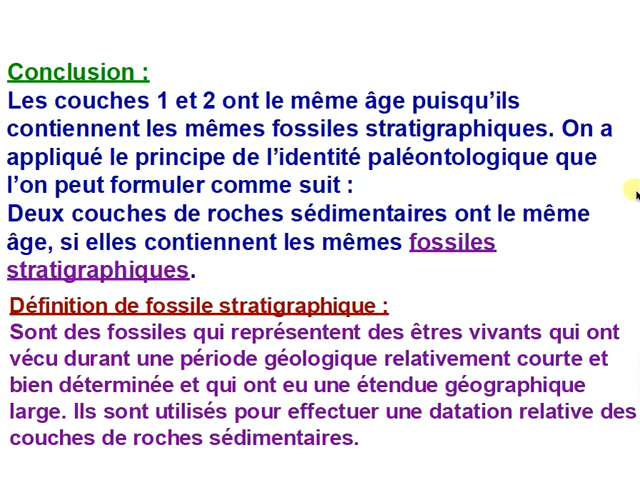 Conclusion :
Les couches 1 et 2 ont le même âge puisqu’ils
contiennent les mêmes fossiles stratigraphiques. On a
appliqué le principe de l’identité paléontologique que
l’on peut formuler comme suit :
Deux couches de roches sédimentaires ont le même
âge, si elles contiennent les mêmes fossiles
stratigraphiques.
Définition de fossile stratigraphique :
Sont des fossiles qui représentent des êtres vivants qui ont
vécu durant une période géologique relativement courte et
bien déterminée et qui ont eu une étendue géographique
large. Ils sont utilisés pour effectuer une datation relative des
couches de roches sédimentaires.